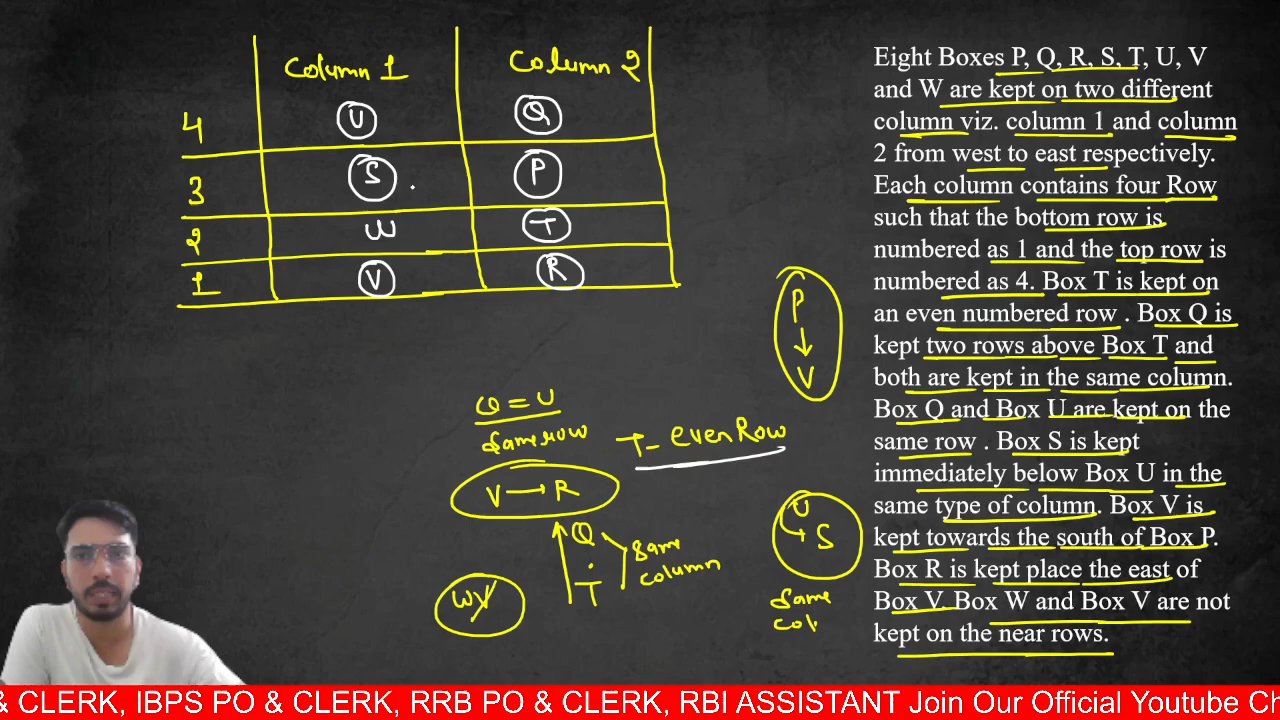 Column 1 Column 2
4 U Q
3 S P
2 W T
1 V R
Eight Boxes P, Q, R, S, T, U, V
and W are kept on two different
column viz. column 1 and column
2 from west to east respectively.
Each column contains four Row
such that the bottom row is
numbered as 1 and the top row is
numbered as 4. Box T is kept on
an even numbered row . Box Q is
kept two rows above Box T and
both are kept in the same column.
Box Q and Box U are kept on the
same row . Box S is kept
immediately below Box U in the
same type of column. Box V is
kept towards the south of Box P.
Box R is kept place the east of
Box V. Box W and Box V are not
kept on the near rows.
P
↓
V
Q = U
Same row
T- even Row
V → R
Q
.
T
Same
column
WV
U
S
Same
col
& CLERK, IBPS PO & CLERK, RRB PO & CLERK, RBI ASSISTANT Join Our Official Youtube Ch